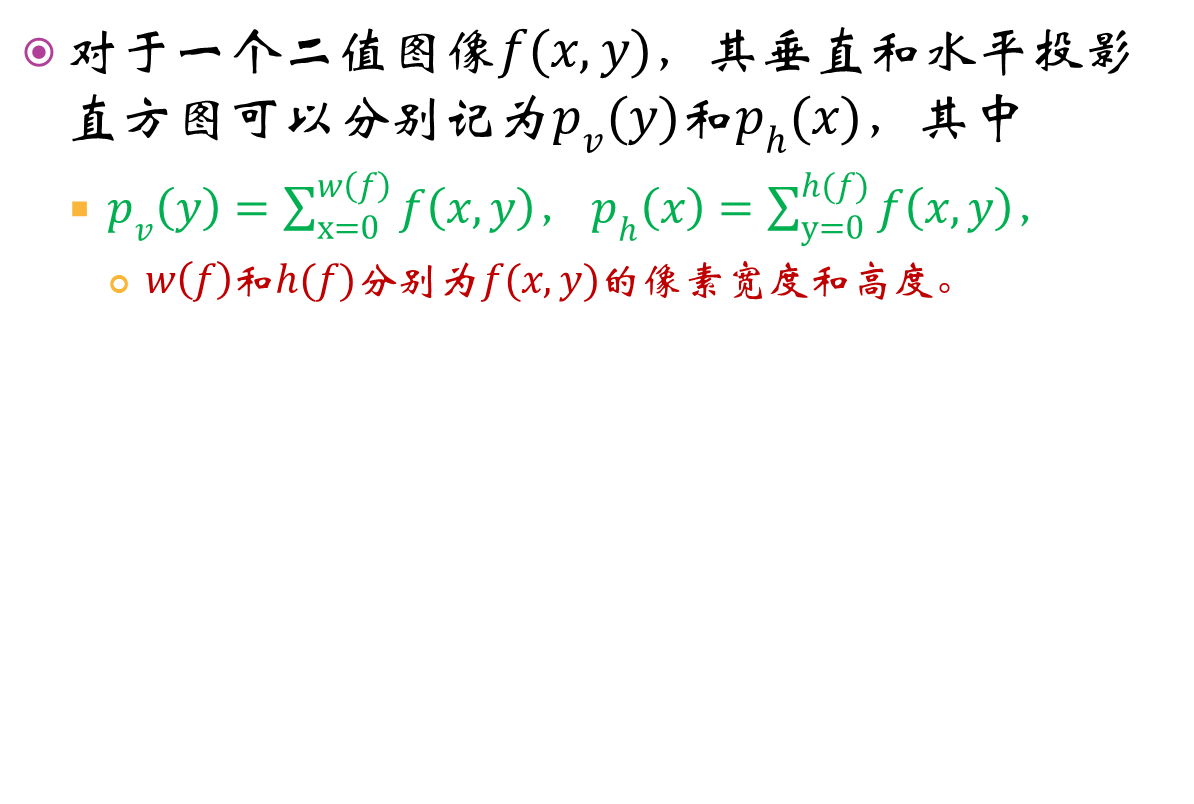 对于一个二值图像f(x, y)，其垂直和水平投影
直方图可以分别记为p_v(y)和p_h(x)，其中
p_v(y) = ∑_{x=0}^{w(f)} f(x, y)，p_h(x) = ∑_{y=0}^{h(f)} f(x, y)，
w(f)和h(f)分别为f(x, y)的像素宽度和高度。